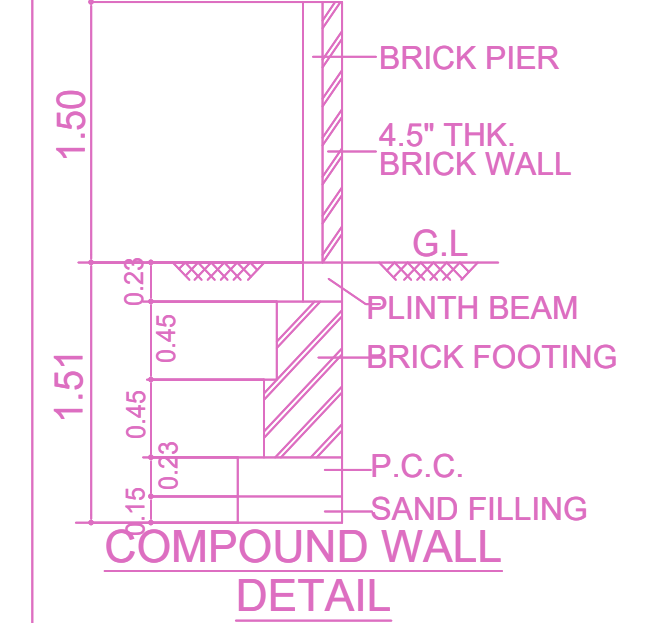 1.50
BRICK PIER
4.5" THK.
BRICK WALL
G.L
0.23
PLINTH BEAM
0.45
BRICK FOOTING
1.51
0.45
0.23
P.C.C.
0.15
SAND FILLING
COMPOUND WALL
DETAIL